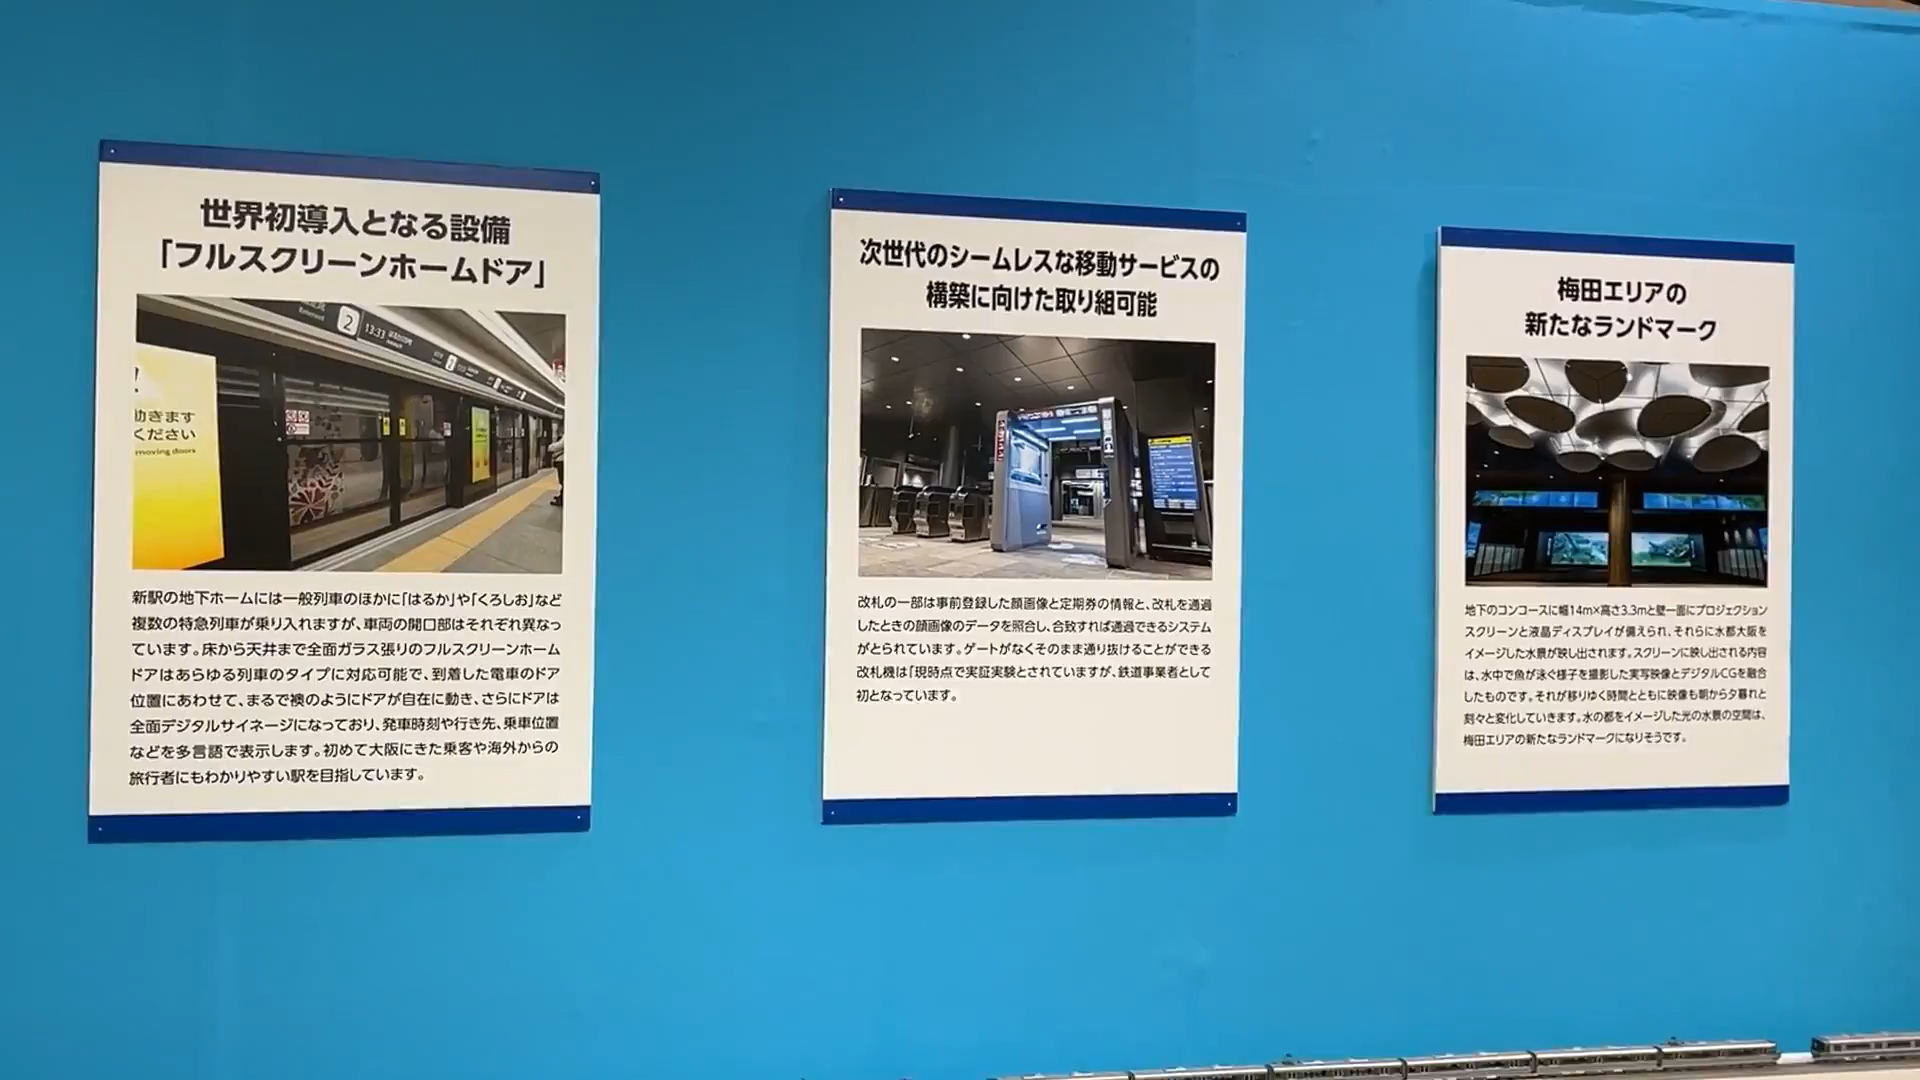 世界初導入となる設備
「フルスクリーンホームドア」
2
13:33
動きます
ください
moving doors
新駅の地下ホームには一般列車のほかに「はるか」や「くろしお」など
複数の特急列車が乗り入れますが、車両の開口部はそれぞれ異なっ
ています。床から天井まで全面ガラス張りのフルスクリーンホーム
ドアはあらゆる列車のタイプに対応可能で、到着した電車のドア
位置にあわせて、まるで襖のようにドアが自在に動き、さらにドアは
全面デジタルサイネージになっており、発車時刻や行き先、乗車位置
などを多言語で表示します。初めて大阪にきた乗客や海外からの
旅行者にもわかりやすい駅を目指しています。
次世代のシームレスな移動サービスの
構築に向けた取り組可能
改札の一部は事前登録した顔画像と定期券の情報と、改札を通過
したときの顔画像のデータを照合し、合致すれば通過できるシステム
がとられています。ゲートがなくそのまま通り抜けることができる
改札機は「現時点で実証実験とされていますが、鉄道事業者として
初となっています。
梅田エリアの
新たなランドマーク
地下のコンコースに幅14m×高さ3.3mと壁一面にプロジェクション
スクリーンと液晶ディスプレイが備えられ、それらに水都大阪を
イメージした水景が映し出されます。スクリーンに映し出される内容
は、水中で魚が泳ぐ様子を撮影した実写映像とデジタルCGを融合
したものです。それが移りゆく時間とともに映像も朝から夕暮れと
刻々と変化していきます。水の都をイメージした光の水景の空間は、
梅田エリアの新たなランドマークになりそうです。